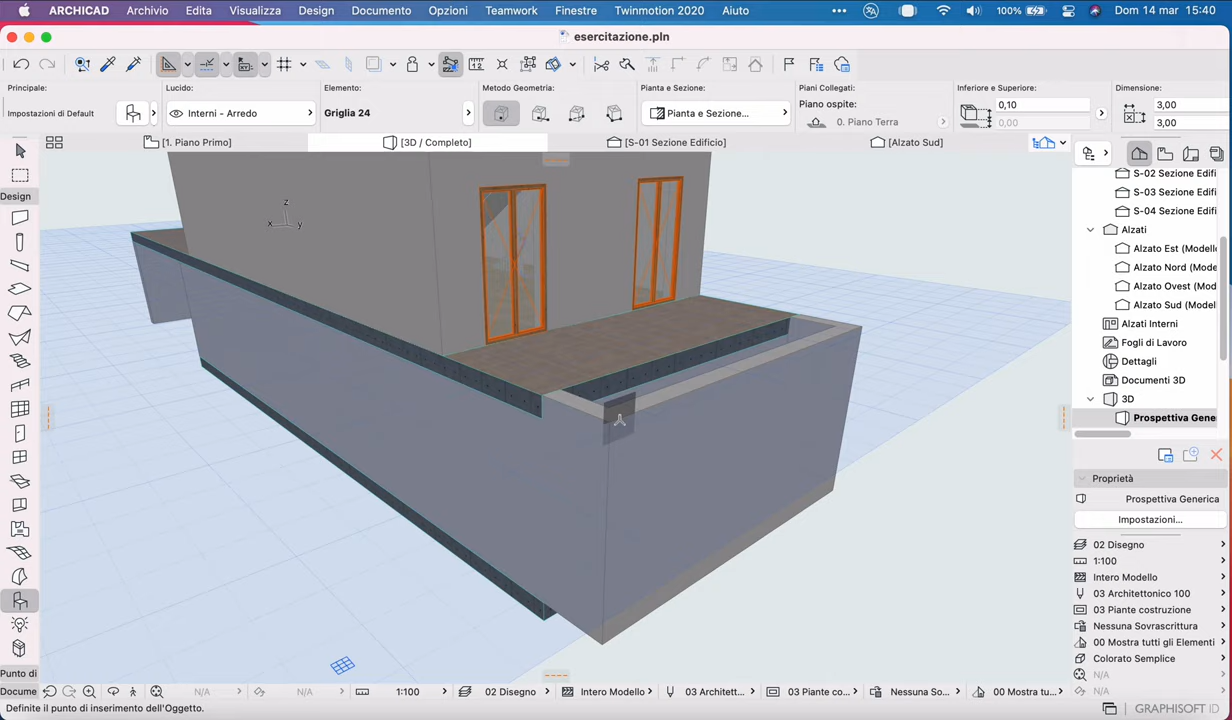 ARCHICAD Archivio Edita Visualizza Design Documento Opzioni Teamwork Finestre Twinmotion 2020 Aiuto ••• 100% Dom 14 mar 15:40
esercitazione.pln
Principale: Lucido: Elemento: Metodo Geometria: Pianta e Sezione: Piani Collegati: Inferiore e Superiore: Dimensione:
Impostazioni di Default Interni - Arredo Griglia 24 Pianta e Sezione... Piano ospite: 0,10 3,00
0. Piano Terra 0,00 3,00
[1. Piano Primo] [3D / Completo] [S-01 Sezione Edificio] [Alzato Sud]
Design
S-02 Sezione Edifi
S-03 Sezione Edifi
S-04 Sezione Edifi
Alzati
Alzato Est (Modell
Alzato Nord (Mode
Alzato Ovest (Mod
Alzato Sud (Model
Alzati Interni
Fogli di Lavoro
Dettagli
Documenti 3D
3D
Prospettiva Gene
z
x y
Proprietà
Prospettiva Generica
Impostazioni...
02 Disegno
1:100
Intero Modello
03 Architettonico 100
03 Piante costruzione
Nessuna Sovrascrittura
00 Mostra tutti gli Elementi
Colorato Semplice
N/A
N/A
Punto di
Docume N/A N/A 1:100 02 Disegno Intero Modello 03 Architett... 03 Piante co... Nessuna So... 00 Mostra tu...
Definite il punto di inserimento dell'Oggetto. GRAPHISOFT ID